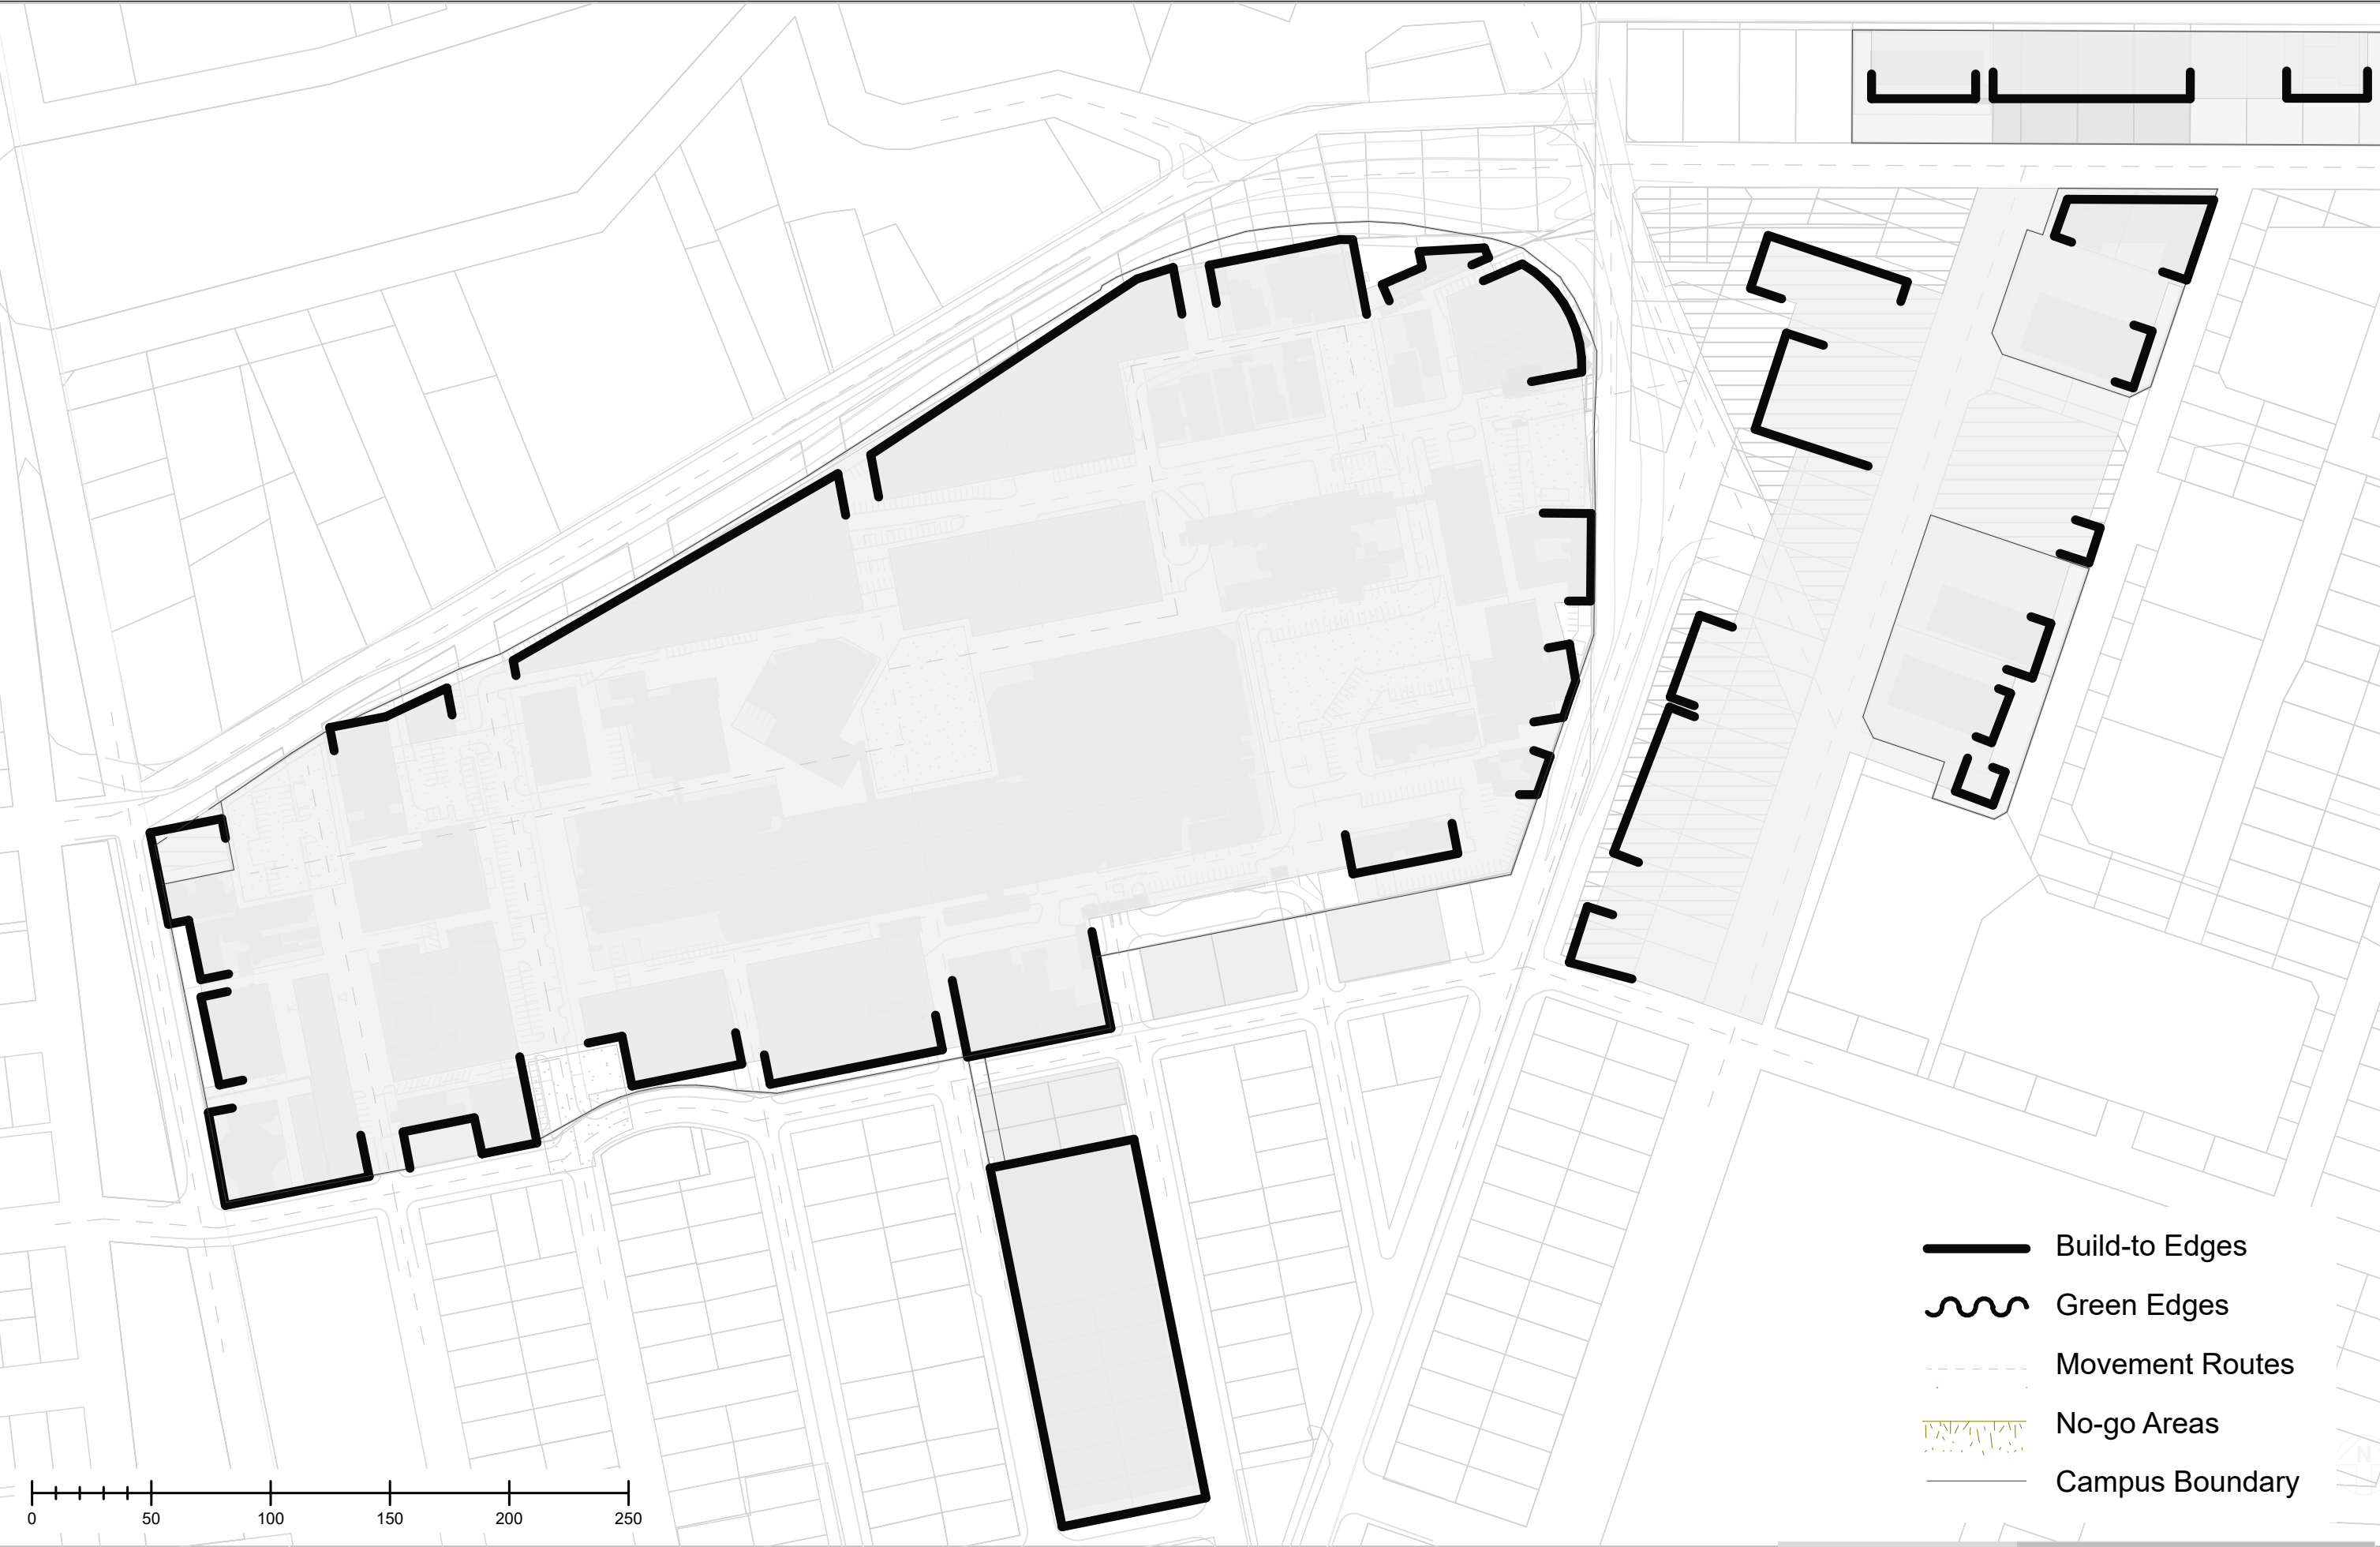 Build-to Edges
Green Edges
Movement Routes
No-go Areas
N
Campus Boundary
0 50 100 150 200 250